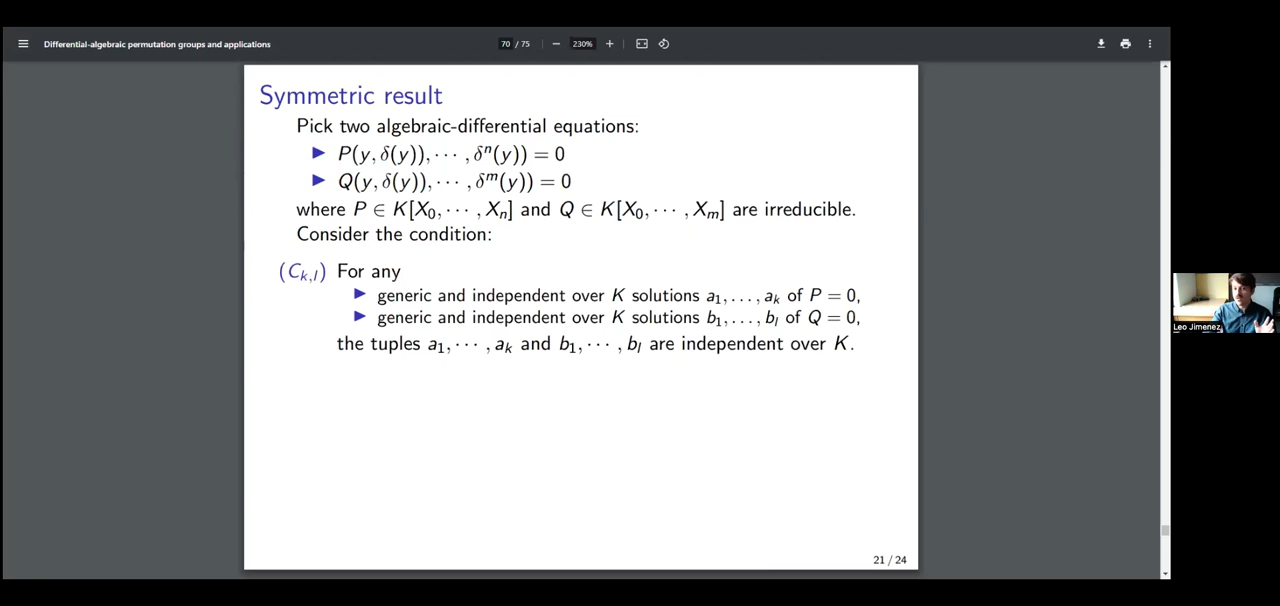 Differential-algebraic permutation groups and applications
70 / 75
230%
Symmetric result
Pick two algebraic-differential equations:
▶ P(y, δ(y)), ⋯ , δⁿ(y)) = 0
▶ Q(y, δ(y)), ⋯ , δᵐ(y)) = 0
where P ∈ K[X₀, ⋯ , Xₙ] and Q ∈ K[X₀, ⋯ , Xₘ] are irreducible.
Consider the condition:
(C_{k,l}) For any
▶ generic and independent over K solutions a₁, . . . , aₖ of P = 0,
▶ generic and independent over K solutions b₁, . . . , bₗ of Q = 0,
the tuples a₁, ⋯ , aₖ and b₁, ⋯ , bₗ are independent over K.
21 / 24
Leo Jimenez